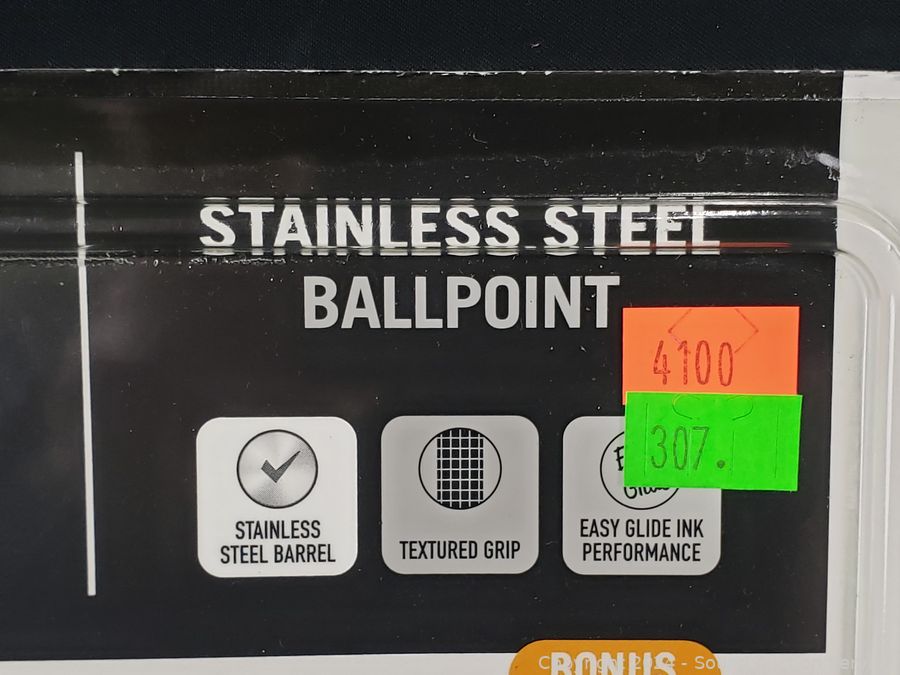 STAINLESS STEEL
BALLPOINT
4100
307.
STAINLESS
STEEL BARREL
TEXTURED GRIP
EASY GLIDE INK
PERFORMANCE
BONUS